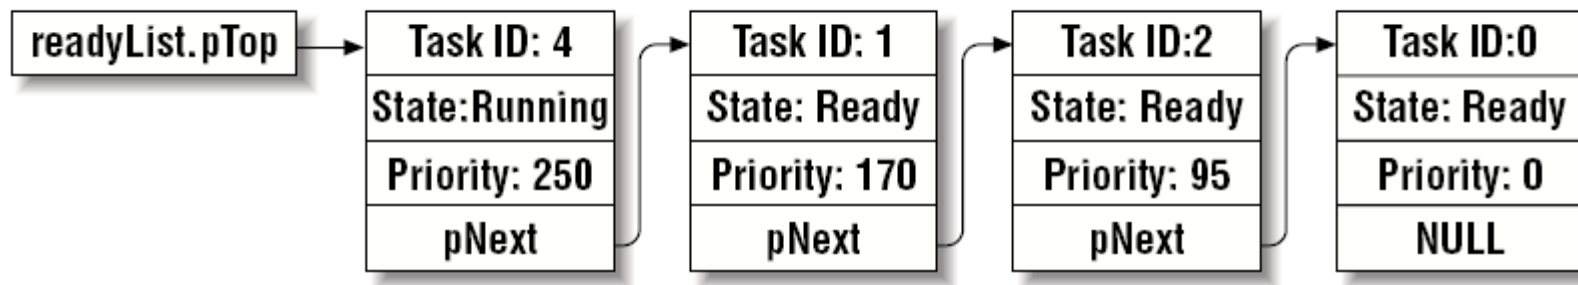 readyList.pTop
Task ID: 4
State:Running
Priority: 250
pNext
Task ID: 1
State: Ready
Priority: 170
pNext
Task ID:2
State: Ready
Priority: 95
pNext
Task ID:0
State: Ready
Priority: 0
NULL